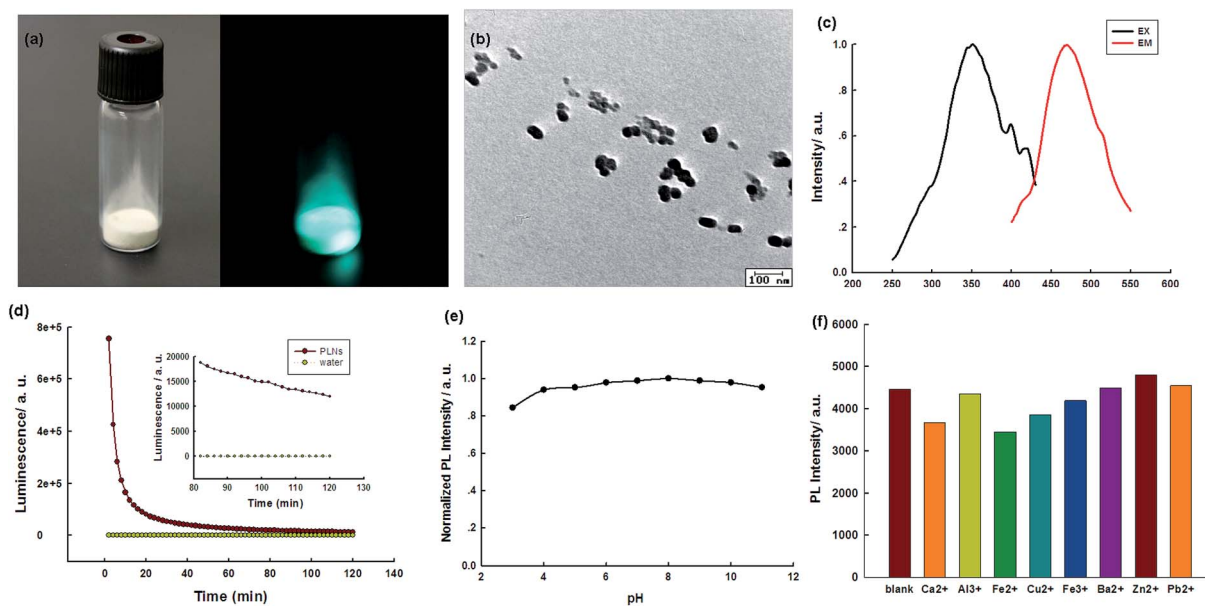 (a)
(b)
100 nm
(c)
EX
EM
Intensity/ a.u.
1.0
.8
.6
.4
.2
.0
200 250 300 350 400 450 500 550 600
(d)
Luminescence/ a. u.
8e+5
6e+5
4e+5
2e+5
0
0 20 40 60 80 100 120 140
Time (min)
PLNs
water
Luminescence / a. u.
20000
15000
10000
5000
0
80 90 100 110 120 130
Time (min)
(e)
Normalized PL Intensity / a. u.
1.4
1.2
1.0
.8
.6
.4
.2
.0
2 4 6 8 10 12
pH
(f)
PL Intensity/ a.u.
6000
5000
4000
3000
2000
1000
0
blank Ca2+ Al3+ Fe2+ Cu2+ Fe3+ Ba2+ Zn2+ Pb2+